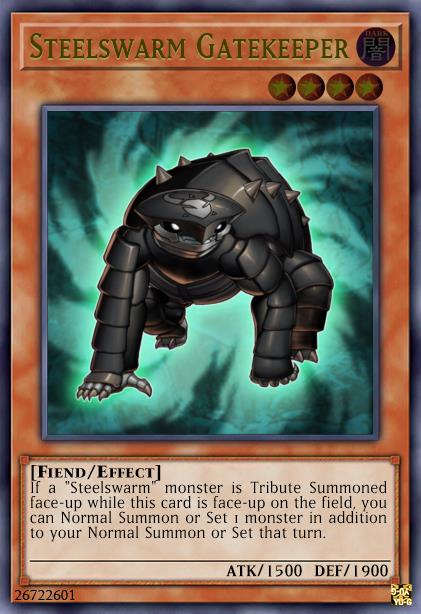 STEELSWARM GATEKEEPER
DARK
闇
[FIEND/EFFECT]
If a "Steelswarm" monster is Tribute Summoned
face-up while this card is face-up on the field, you
can Normal Summon or Set 1 monster in addition
to your Normal Summon or Set that turn.
ATK/1500 DEF/1900
26722601